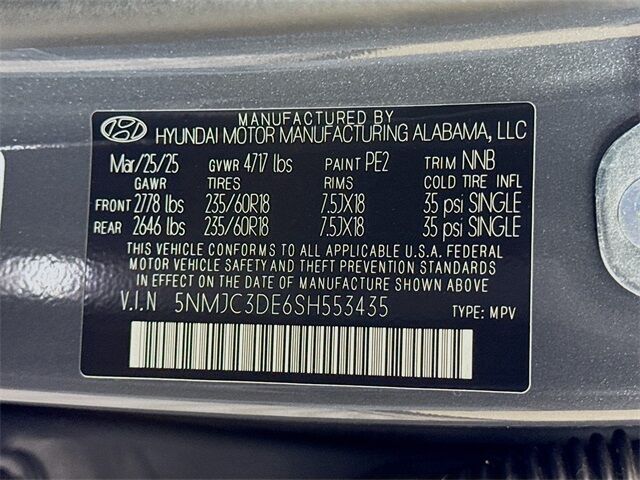 MANUFACTURED BY
HYUNDAI MOTOR MANUFACTURING ALABAMA, LLC
Mar/25/25 GVWR 4717 lbs PAINT PE2 TRIM NNB
GAWR TIRES RIMS COLD TIRE INFL
FRONT 2778 lbs 235/60R18 7.5JX18 35 psi SINGLE
REAR 2646 lbs 235/60R18 7.5JX18 35 psi SINGLE
THIS VEHICLE CONFORMS TO ALL APPLICABLE U.S.A. FEDERAL
MOTOR VEHICLE SAFETY AND THEFT PREVENTION STANDARDS
IN EFFECT ON THE DATE OF MANUFACTURE SHOWN ABOVE.
V.I.N 5NMJC3DE6SH553435 TYPE: MPV